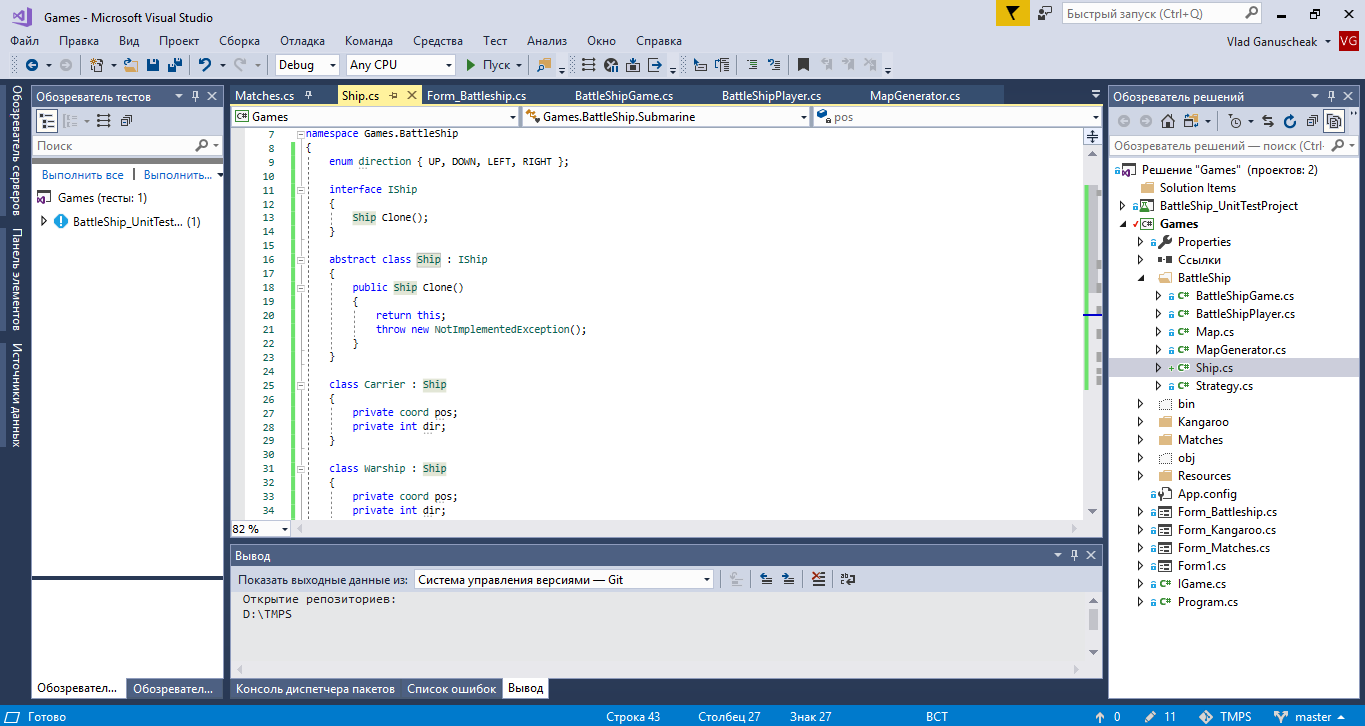 Games - Microsoft Visual Studio
Быстрый запуск (Ctrl+Q)
Файл Правка Вид Проект Сборка Отладка Команда Средства Тест Анализ Окно Справка
Vlad Ganuscheak VG
Debug Any CPU Пуск
Обозреватель серверов
Панель элементов
Источники данных
Обозреватель тестов
Поиск
Выполнить все | Выполнить...
Games (тесты: 1)
BattleShip_UnitTest... (1)
Обозревател...
Обозревател...
Matches.cs Ship.cs Form_Battleship.cs BattleShipGame.cs BattleShipPlayer.cs MapGenerator.cs
Games Games.BattleShip.Submarine pos
7 namespace Games.BattleShip
8 {
9 enum direction { UP, DOWN, LEFT, RIGHT };
10
11 interface IShip
12 {
13 Ship Clone();
14 }
15
16 abstract class Ship : IShip
17 {
18 public Ship Clone()
19 {
20 return this;
21 throw new NotImplementedException();
22 }
23 }
24
25 class Carrier : Ship
26 {
27 private coord pos;
28 private int dir;
29 }
30
31 class Warship : Ship
32 {
33 private coord pos;
34 private int dir;
82 %
Вывод
Показать выходные данные из: Система управления версиями — Git
Открытие репозиториев:
D:\TMPS
Консоль диспетчера пакетов Список ошибок Вывод
Обозреватель решений
Обозреватель решений — поиск (Ctrl-
Решение "Games" (проектов: 2)
Solution Items
BattleShip_UnitTestProject
Games
Properties
Ссылки
BattleShip
BattleShipGame.cs
BattleShipPlayer.cs
Map.cs
MapGenerator.cs
Ship.cs
Strategy.cs
bin
Kangaroo
Matches
obj
Resources
App.config
Form_Battleship.cs
Form_Kangaroo.cs
Form_Matches.cs
Form1.cs
IGame.cs
Program.cs
Готово Строка 43 Столбец 27 Знак 27 ВСТ 0 11 TMPS master